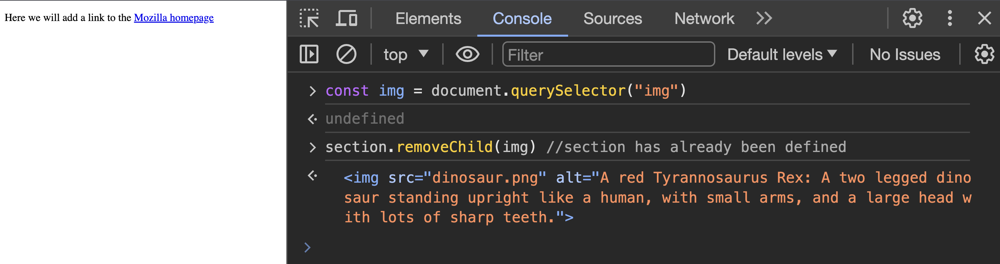 Here we will add a link to the Mozilla homepage
Elements Console Sources Network
top Filter Default levels No Issues
const img = document.querySelector("img")
undefined
section.removeChild(img) //section has already been defined
<img src="dinosaur.png" alt="A red Tyrannosaurus Rex: A two legged dino
saur standing upright like a human, with small arms, and a large head w
ith lots of sharp teeth.">